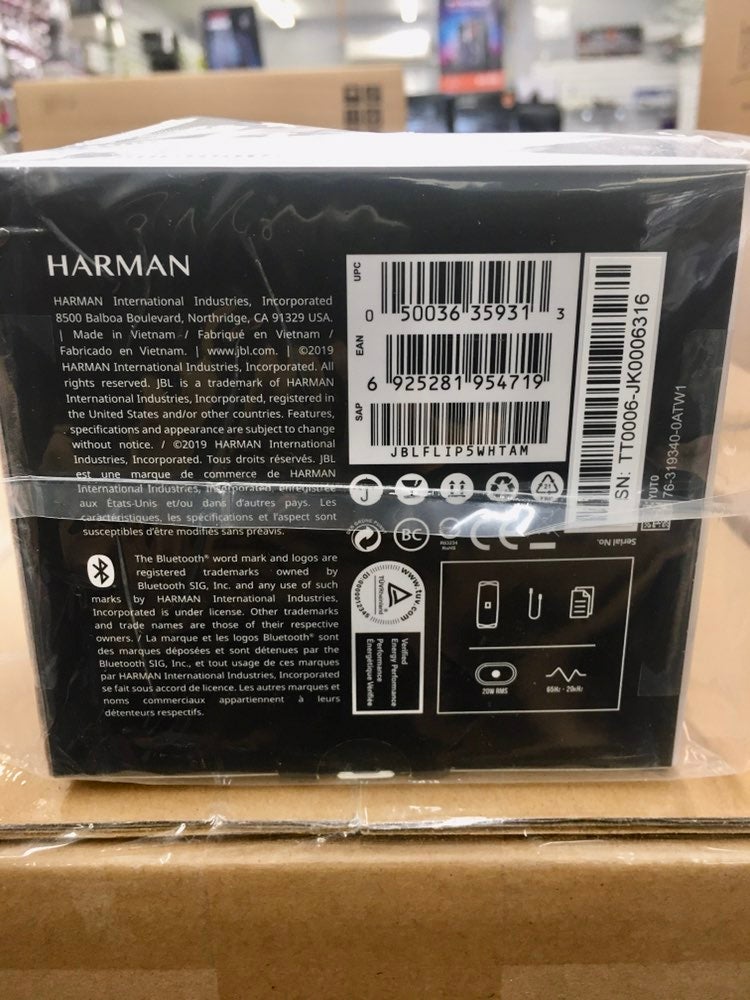 HARMAN
HARMAN International Industries, Incorporated
8500 Balboa Boulevard, Northridge, CA 91329 USA.
| Made in Vietnam / Fabriqué en Vietnam /
Fabricado en Vietnam. | www.jbl.com. | ©2019
HARMAN International Industries, Incorporated. All
rights reserved. JBL is a trademark of HARMAN
International Industries, Incorporated, registered in
the United States and/or other countries. Features,
specifications and appearance are subject to change
without notice. / ©2019 HARMAN International
Industries, Incorporated. Tous droits réservés. JBL
est une marque de commerce de HARMAN
International Industries, Incorporated, enregistrée
aux États-Unis et/ou dans d'autres pays. Les
caractéristiques, les spécifications et l'aspect sont
susceptibles d'être modifiés sans préavis.
The Bluetooth® word mark and logos are
registered trademarks owned by
Bluetooth SIG, Inc. and any use of such
marks by HARMAN International Industries,
Incorporated is under license. Other trademarks
and trade names are those of their respective
owners. / La marque et les logos Bluetooth® sont
des marques déposées et sont détenues par the
Bluetooth SIG, Inc., et tout usage de ces marques
par HARMAN International Industries, Incorporated
se fait sous accord de licence. Les autres marques et
noms commerciaux appartiennent à leurs
détenteurs respectifs.
UPC
0 50036 35931 3
EAN
6 925281 954719
SAP
JBLFLIP5WHTAM
SN: TT0006-JK0006316
Serial No.
76-319340-0ATW1
BC
CE
www.tuv.com
TÜVRheinland
Verified
Energy Performance
Performance
Énergétique Vérifiée
20W RMS
65Hz - 20kHz